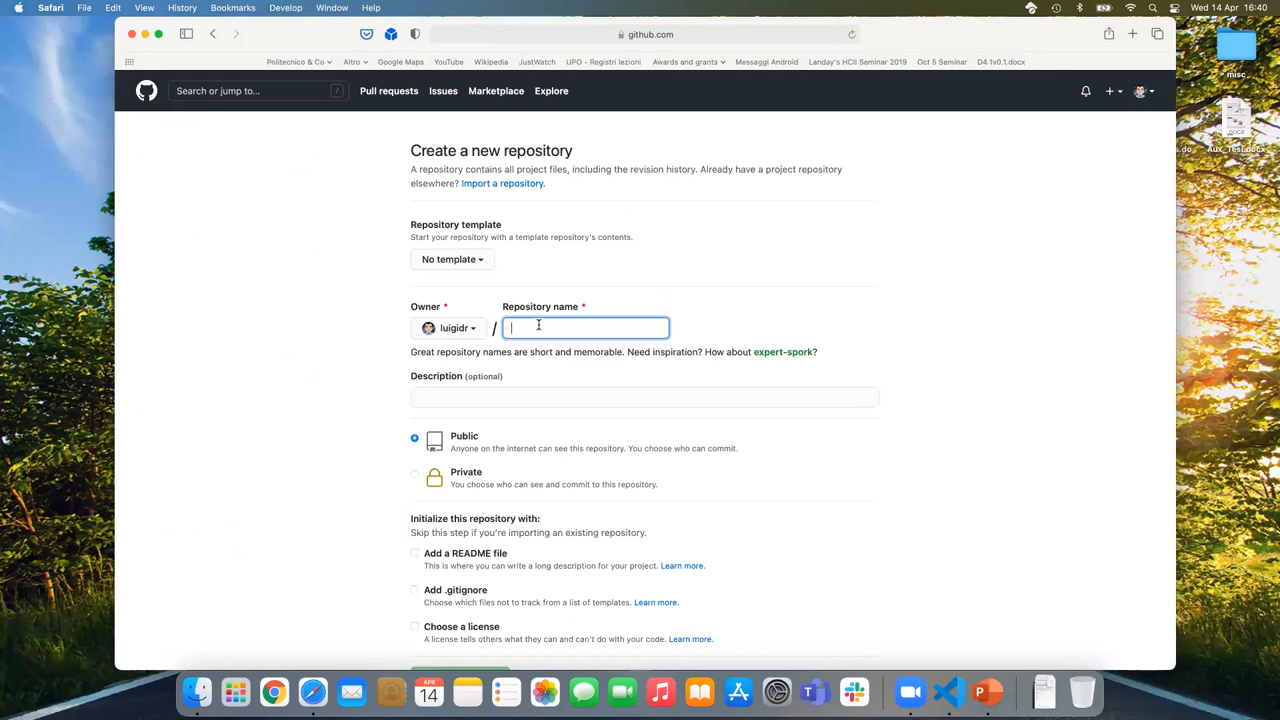 Safari File Edit View History Bookmarks Develop Window Help Wed 14 Apr 16:40
github.com
Politecnico & Co Altro Google Maps YouTube Wikipedia JustWatch UPO - Registri lezioni Awards and grants Messaggi Android Landay's HCII Seminar 2019 Oct 5 Seminar D4.1v0.1.docx
misc
Search or jump to... / Pull requests Issues Marketplace Explore +
DOCX
Create a new repository
A repository contains all project files, including the revision history. Already have a project repository
elsewhere? Import a repository.
Repository template
Start your repository with a template repository's contents.
No template
Owner * Repository name *
luigidr /
Great repository names are short and memorable. Need inspiration? How about expert-spork?
Description (optional)
Public
Anyone on the internet can see this repository. You choose who can commit.
Private
You choose who can see and commit to this repository.
Initialize this repository with:
Skip this step if you're importing an existing repository.
Add a README file
This is where you can write a long description for your project. Learn more.
Add .gitignore
Choose which files not to track from a list of templates. Learn more.
Choose a license
A license tells others what they can and can't do with your code. Learn more.
APR
14